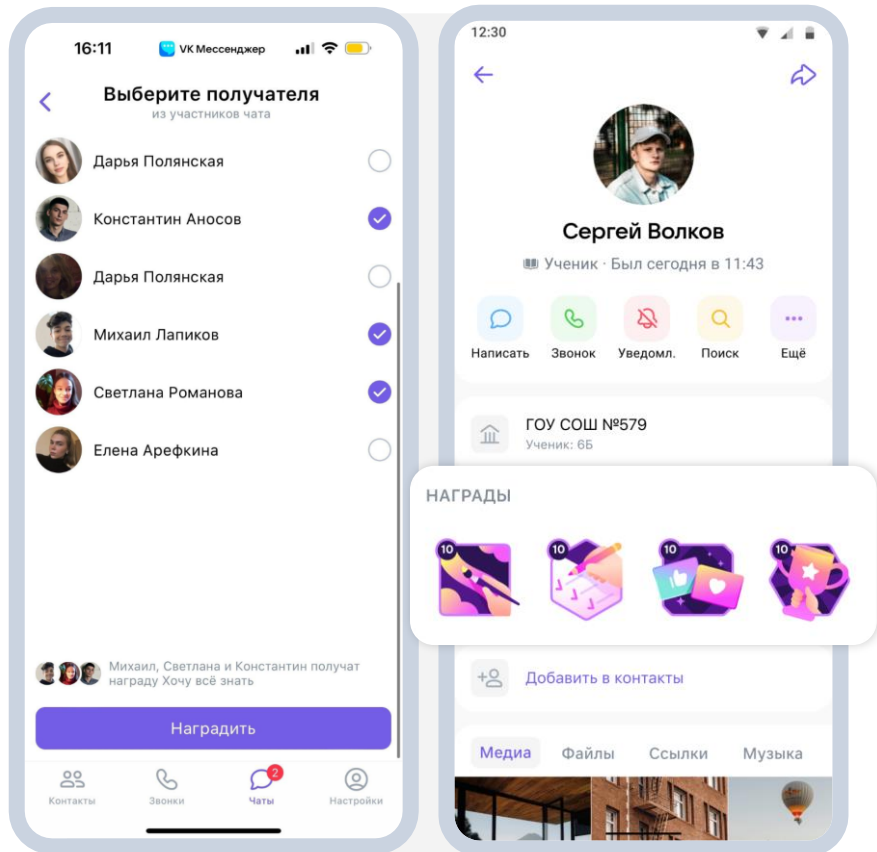 16:11
VK Мессенджер
Выберите получателя
из участников чата
Дарья Полянская
Константин Аносов
Дарья Полянская
Михаил Лапиков
Светлана Романова
Елена Арефкина
Михаил, Светлана и Константин получат
награду Хочу всё знать
Наградить
2
Контакты
Звонки
Чаты
Настройки
12:30
Сергей Волков
Ученик · Был сегодня в 11:43
Написать
Звонок
Уведомл.
Поиск
Ещё
ГОУ СОШ №579
Ученик: 6Б
НАГРАДЫ
10
10
10
10
Добавить в контакты
Медиа
Файлы
Ссылки
Музыка